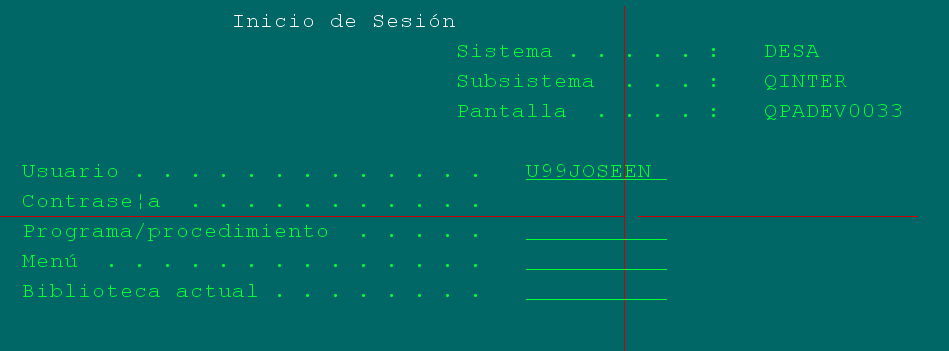 Inicio de Sesión
Sistema . . . . . : DESA
Subsistema . . . : QINTER
Pantalla . . . . : QPADEV0033
Usuario . . . . . . . . . . . . . U99JOSEEN
Contrase¦a . . . . . . . . . . .
Programa/procedimiento . . . . .
Menú . . . . . . . . . . . . . .
Biblioteca actual . . . . . . . .